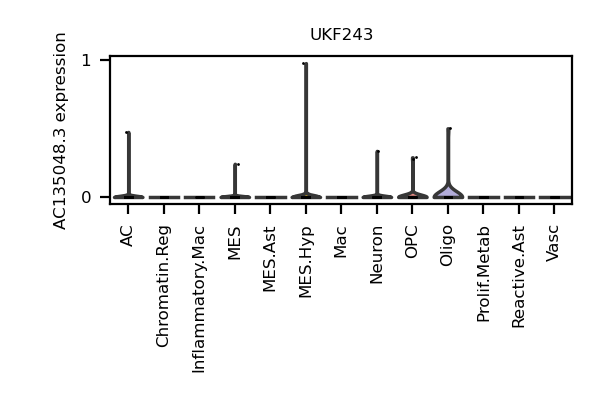 UKF243
AC135048.3 expression
1
0
AC
Chromatin.Reg
Inflammatory.Mac
MES
MES.Ast
MES.Hyp
Mac
Neuron
OPC
Oligo
Prolif.Metab
Reactive.Ast
Vasc